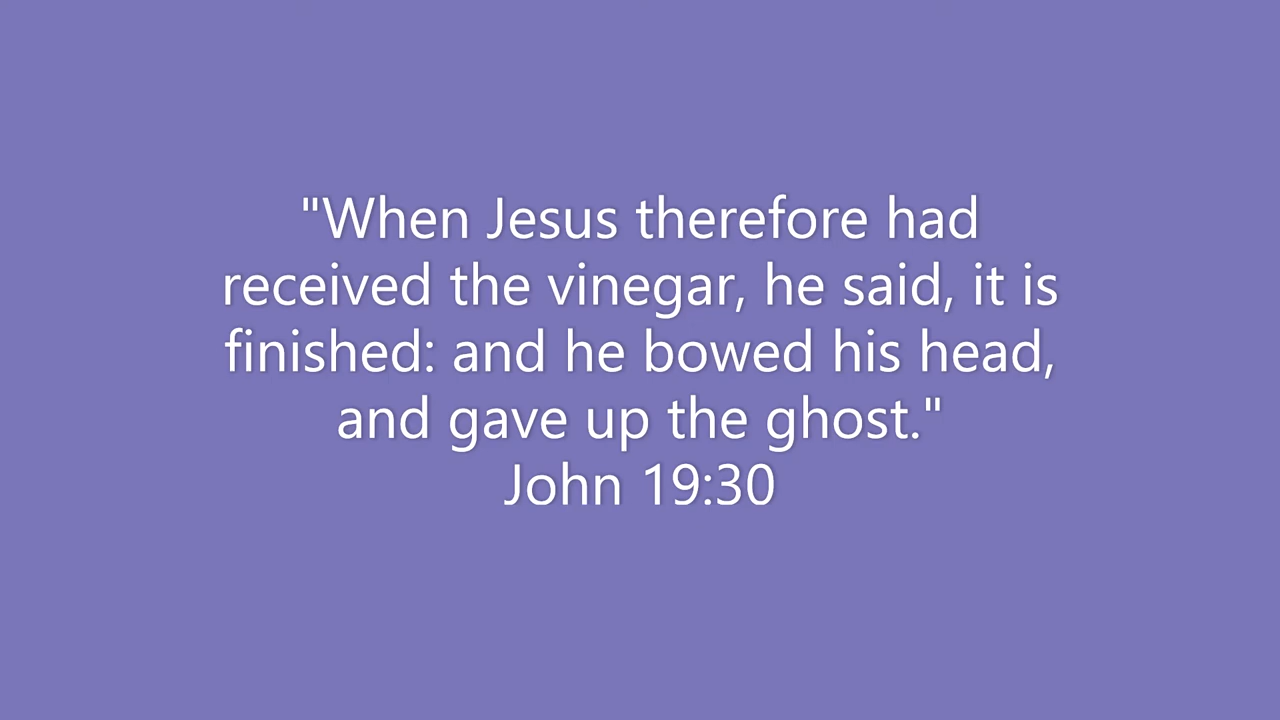 "When Jesus therefore had
received the vinegar, he said, it is
finished: and he bowed his head,
and gave up the ghost."
John 19:30